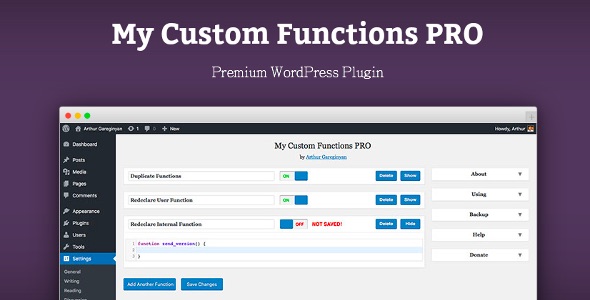 My Custom Functions PRO
Premium WordPress Plugin
Arthur Gareginyan 1 New Howdy, Arthur
Dashboard
Posts
Media
Pages
Comments
Appearance
Plugins
Users
Tools
Settings
General
Writing
Reading
My Custom Functions PRO
by Arthur Gareginyan
Duplicate Functions ON Delete Show
Redeclare User Function ON Delete Show
Redeclare Internal Function OFF NOT SAVED! Delete Hide
1 function zend_version() {
2
3 }
Add Another Function Save Changes
About
Using
Backup
Help
Donate